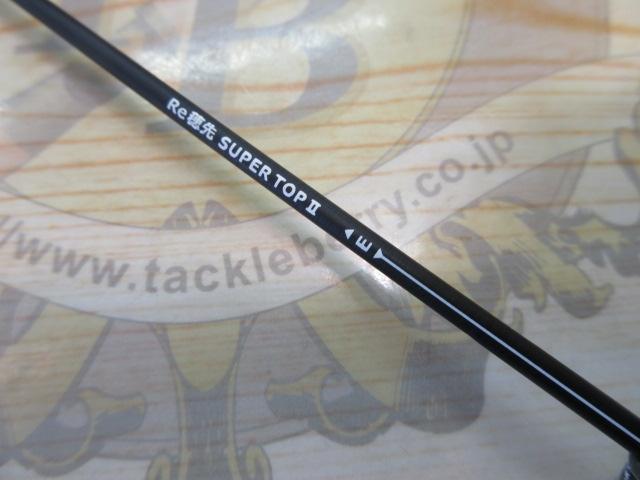 Re穂先 SUPER TOP II
◀ E ▶
//www.tackleberry.co.jp
B